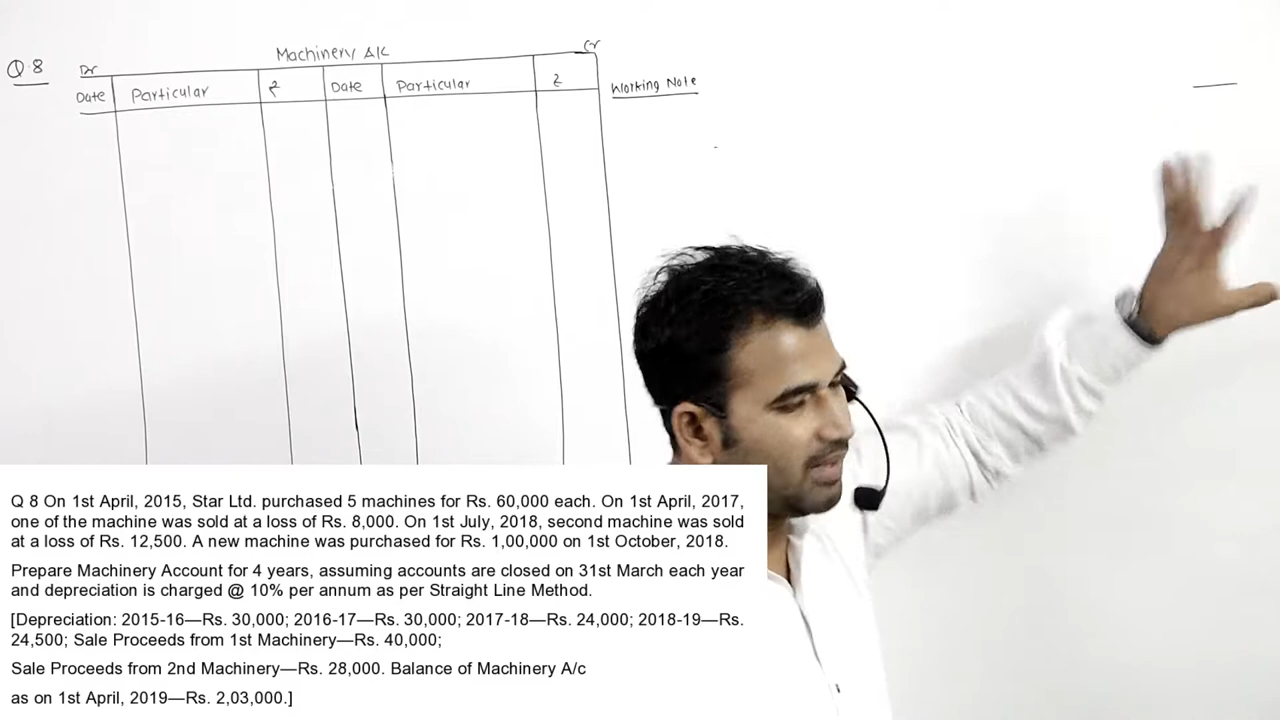 Q.8
Machinery A/c
Dr
Cr
Date Particular ₹ Date Particular ₹
Working Note
Q 8 On 1st April, 2015, Star Ltd. purchased 5 machines for Rs. 60,000 each. On 1st April, 2017,
one of the machine was sold at a loss of Rs. 8,000. On 1st July, 2018, second machine was sold
at a loss of Rs. 12,500. A new machine was purchased for Rs. 1,00,000 on 1st October, 2018.
Prepare Machinery Account for 4 years, assuming accounts are closed on 31st March each year
and depreciation is charged @ 10% per annum as per Straight Line Method.
[Depreciation: 2015-16—Rs. 30,000; 2016-17—Rs. 30,000; 2017-18—Rs. 24,000; 2018-19—Rs.
24,500; Sale Proceeds from 1st Machinery—Rs. 40,000;
Sale Proceeds from 2nd Machinery—Rs. 28,000. Balance of Machinery A/c
as on 1st April, 2019—Rs. 2,03,000.]